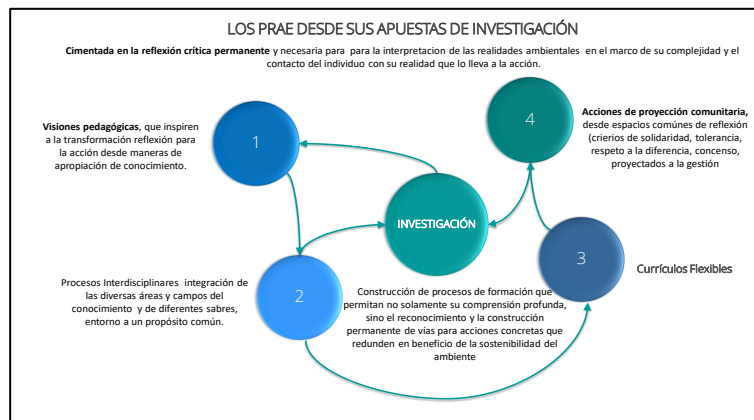 LOS PRAE DESDE SUS APUESTAS DE INVESTIGACIÓN
Cimentada en la reflexión crítica permanente y necesaria para para la interpretacion de las realidades ambientales en el marco de su complejidad y el
contacto del individuo con su realidad que lo lleva a la acción.
Visiones pedagógicas, que inspiren
a la transformación reflexión para
la acción desde maneras de
apropiación de conocimiento.
1
4
Acciones de proyección comunitaria,
desde espacios comúnes de reflexión
(crierios de solidaridad, tolerancia,
respeto a la diferencia, concenso,
proyectados a la gestión
INVESTIGACIÓN
Procesos Interdisciplinares integración de
las diversas áreas y campos del
conocimiento y de diferentes sabres,
entorno a un propósito común.
2
3
Currículos Flexibles
Construcción de procesos de formación que
permitan no solamente su comprensión profunda,
sino el reconocimiento y la construcción
permanente de vías para acciones concretas que
redunden en beneficio de la sostenibilidad del
ambiente